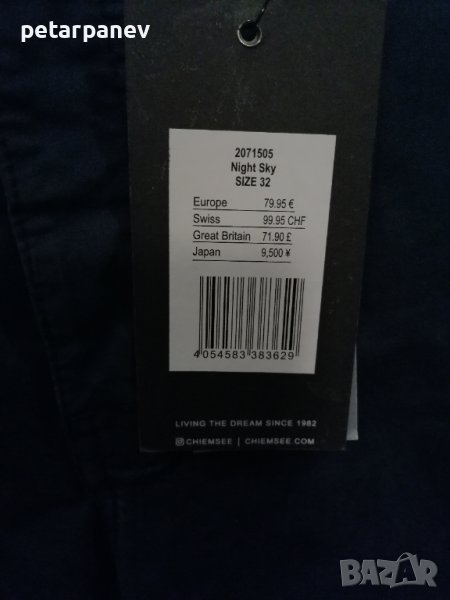 petarpanev
2071505
Night Sky
SIZE 32
Europe 79.95 €
Swiss 99.95 CHF
Great Britain 71.90 £
Japan 9,500 ¥
4 054583 383629
LIVING THE DREAM SINCE 1982
CHIEMSEE | CHIEMSEE.COM
BAZAR